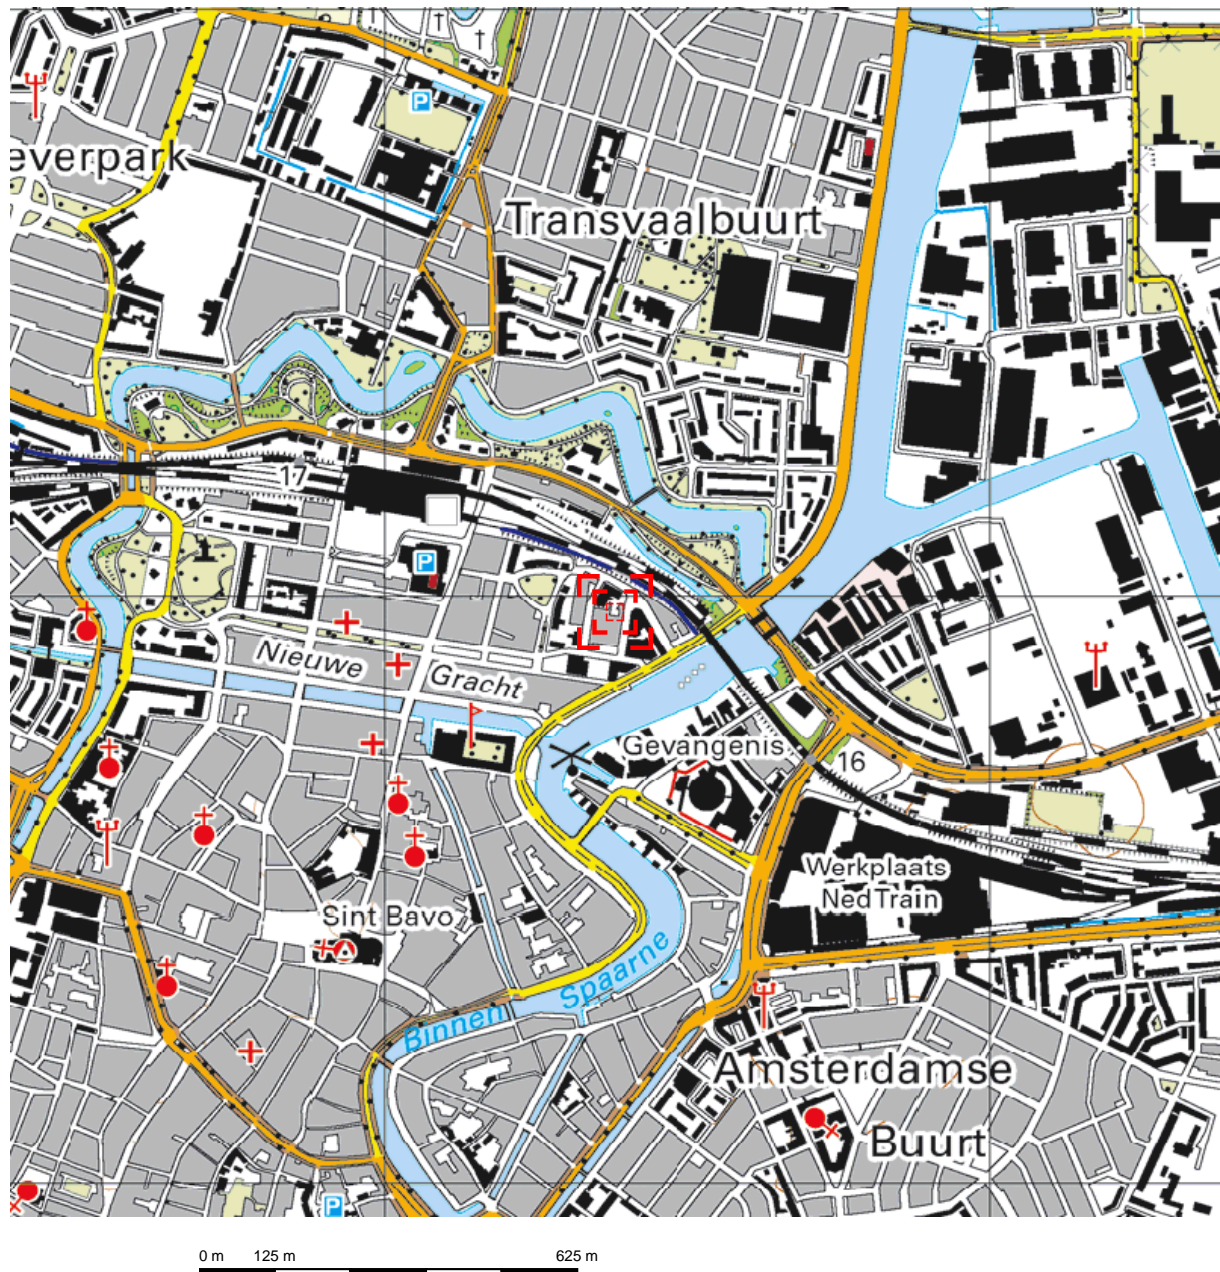 P
everpark
Transvaalbuurt
17
P
Nieuwe Gracht
Gevangenis
16
Werkplaats
NedTrain
Sint Bavo
Binnen Spaarne
Amsterdamse
Buurt
P
0 m 125 m 625 m